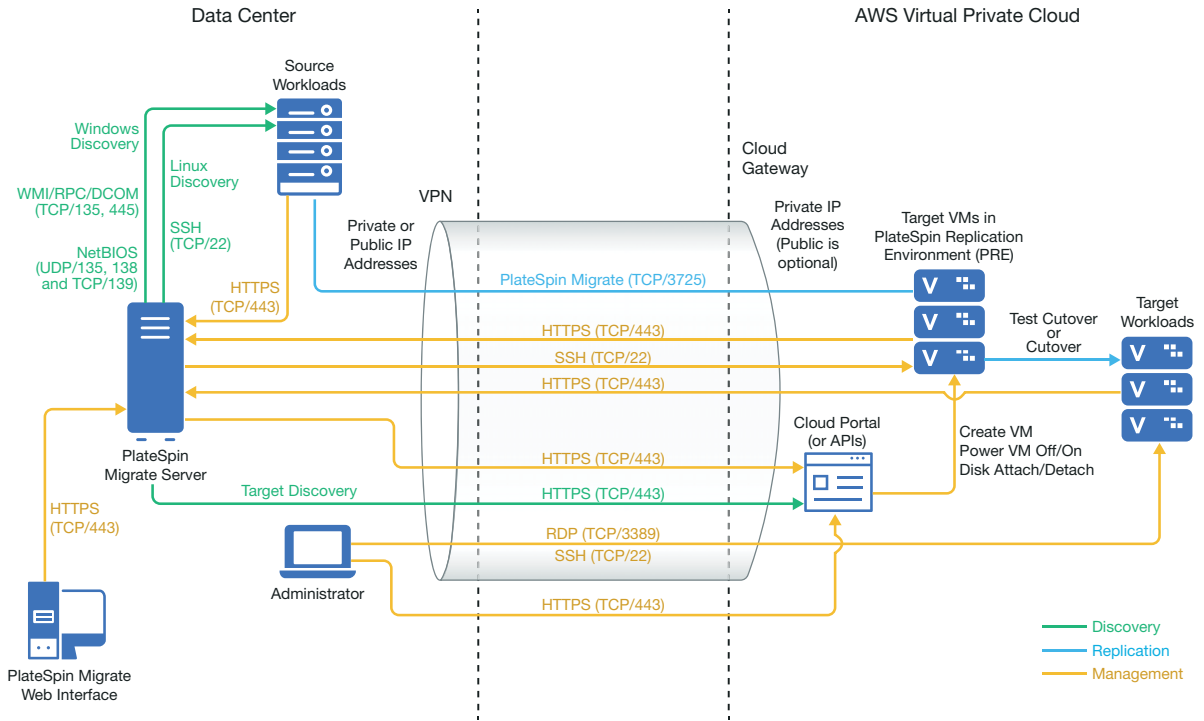 Data Center
AWS Virtual Private Cloud
Source
Workloads
Windows
Discovery
Linux
Discovery
WMI/RPC/DCOM
(TCP/135, 445)
SSH
(TCP/22)
NetBIOS
(UDP/135, 138
and TCP/139)
HTTPS
(TCP/443)
VPN
Private or
Public IP
Addresses
Cloud
Gateway
Private IP
Addresses
(Public is
optional)
Target VMs in
PlateSpin Replication
Environment (PRE)
PlateSpin Migrate (TCP/3725)
HTTPS (TCP/443)
SSH (TCP/22)
HTTPS (TCP/443)
Test Cutover
or
Cutover
Target
Workloads
V
V
V
V
V
V
PlateSpin
Migrate Server
Cloud Portal
(or APIs)
Create VM
Power VM Off/On
Disk Attach/Detach
HTTPS (TCP/443)
Target Discovery
HTTPS (TCP/443)
HTTPS
(TCP/443)
RDP (TCP/3389)
SSH (TCP/22)
Administrator
HTTPS (TCP/443)
PlateSpin Migrate
Web Interface
Discovery
Replication
Management